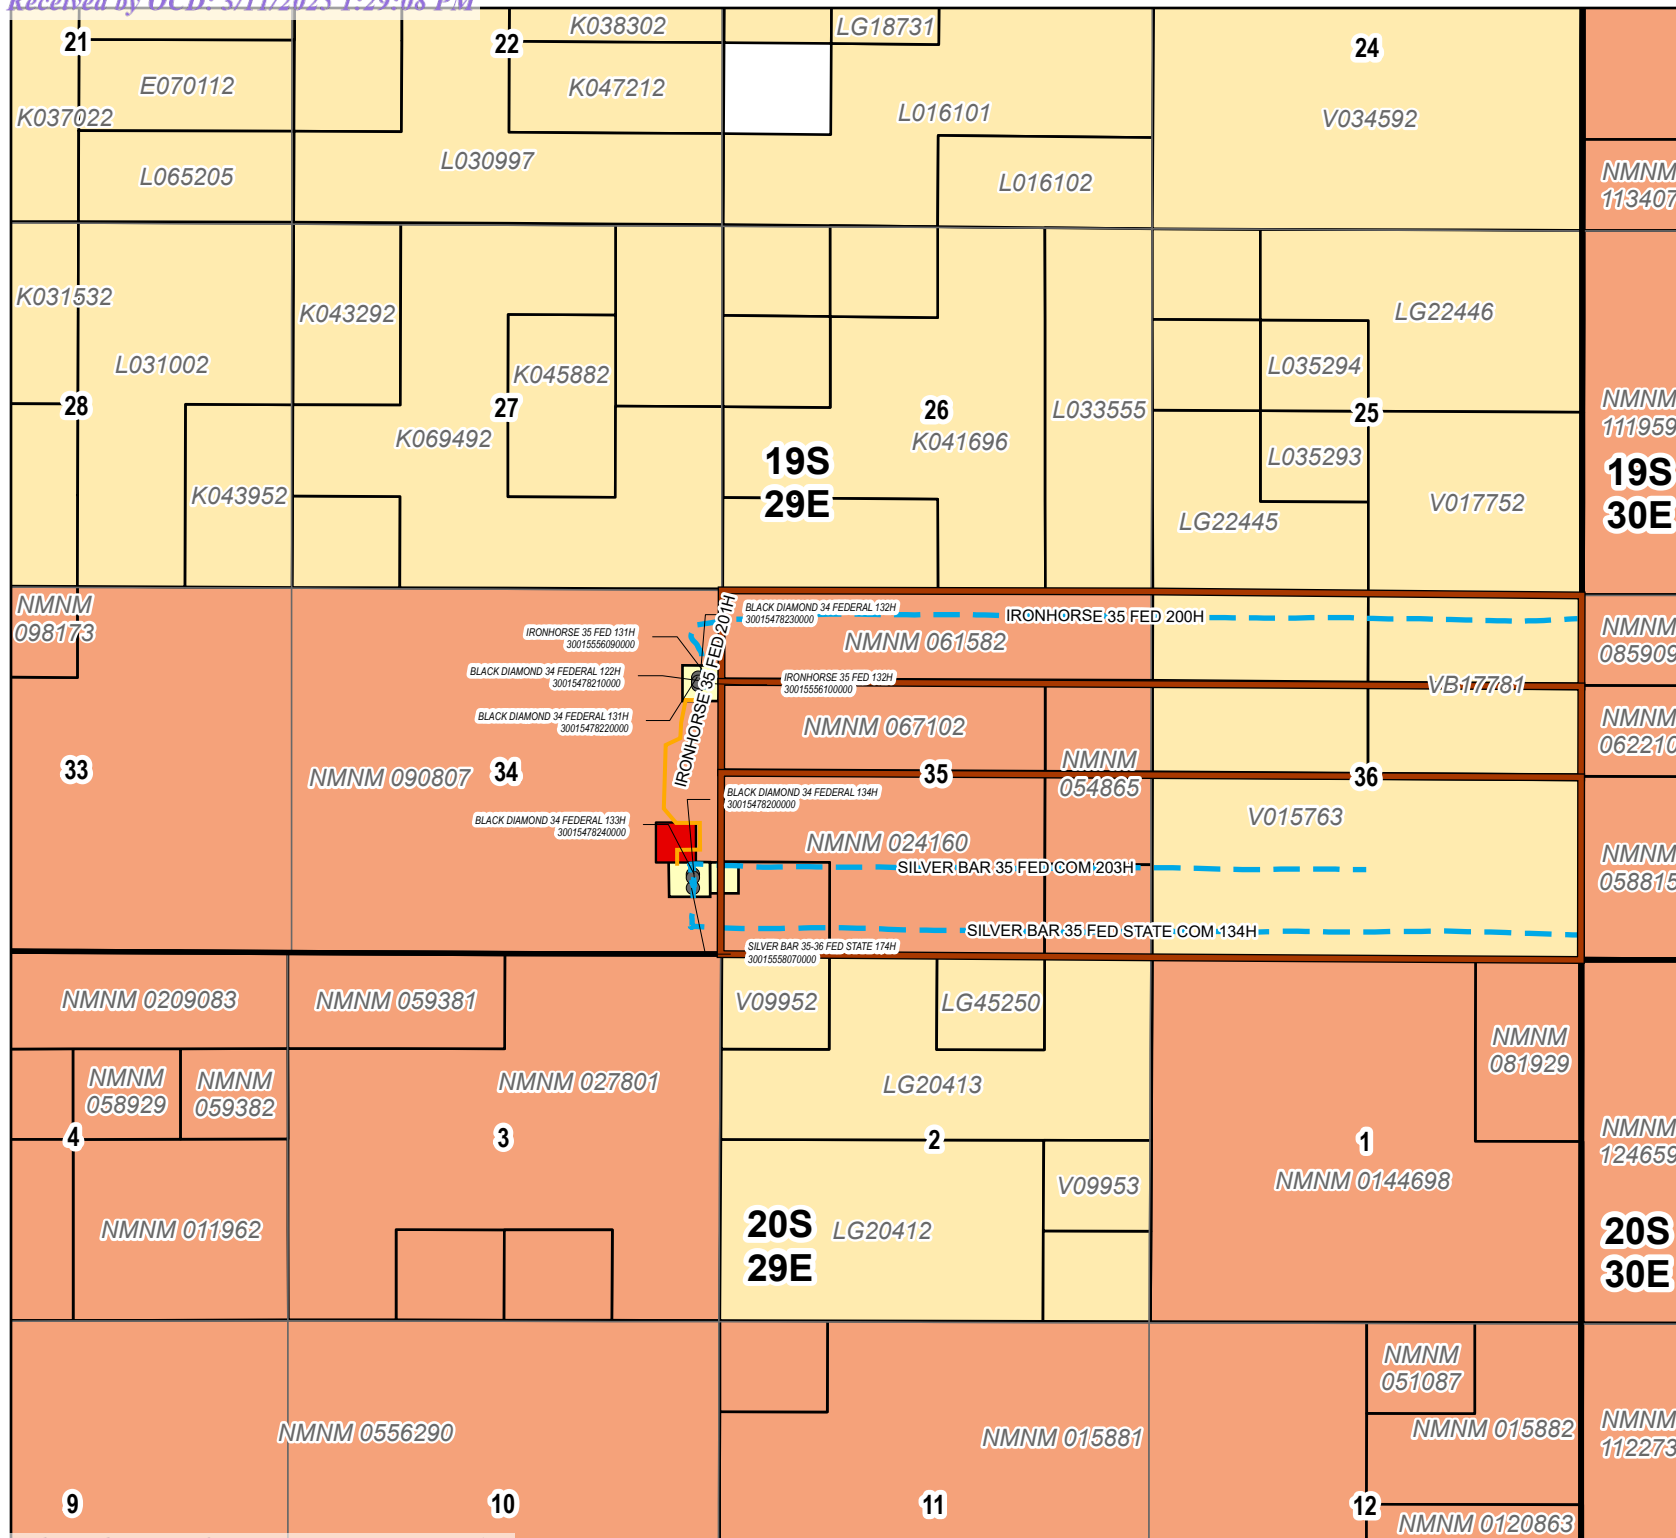 Received by OCD: 3/11/2025 1:29:08 PM
21
22
K038302
LG18731
24
E070112
K047212
K037022
L016101
V034592
L065205
L030997
L016102
NMNM
113407
K031532
K043292
LG22446
L031002
K045882
L035294
28
27
26
L033555
25
NMNM
111959
K069492
K041696
L035293
19S
29E
19S
30E
K043952
LG22445
V017752
NMNM
098173
IRONHORSE 35 FED 131H
30015556090000
BLACK DIAMOND 34 FEDERAL 132H
30015478230000
IRONHORSE 35 FED 200H
NMNM 061582
NMNM
085909
BLACK DIAMOND 34 FEDERAL 122H
30015478210000
IRONHORSE 35 FED 132H
30015556100000
VB17781
IRONHORSE 35 FED 201H
BLACK DIAMOND 34 FEDERAL 131H
30015478220000
NMNM 067102
NMNM
062210
33
NMNM 090807
34
35
NMNM
054865
36
BLACK DIAMOND 34 FEDERAL 134H
30015478200000
BLACK DIAMOND 34 FEDERAL 133H
30015478240000
V015763
NMNM 024160
SILVER BAR 35 FED COM 203H
NMNM
058815
SILVER BAR 35 FED STATE COM 134H
SILVER BAR 35-36 FED STATE 174H
30015558070000
NMNM 0209083
NMNM 059381
V09952
LG45250
NMNM
081929
NMNM
058929
NMNM
059382
NMNM 027801
LG20413
4
3
2
1
NMNM
124659
V09953
NMNM 0144698
NMNM 011962
20S
29E
LG20412
20S
30E
NMNM
051087
NMNM 0556290
NMNM 015881
NMNM 015882
NMNM
112273
9
10
11
12
NMNM 0120863